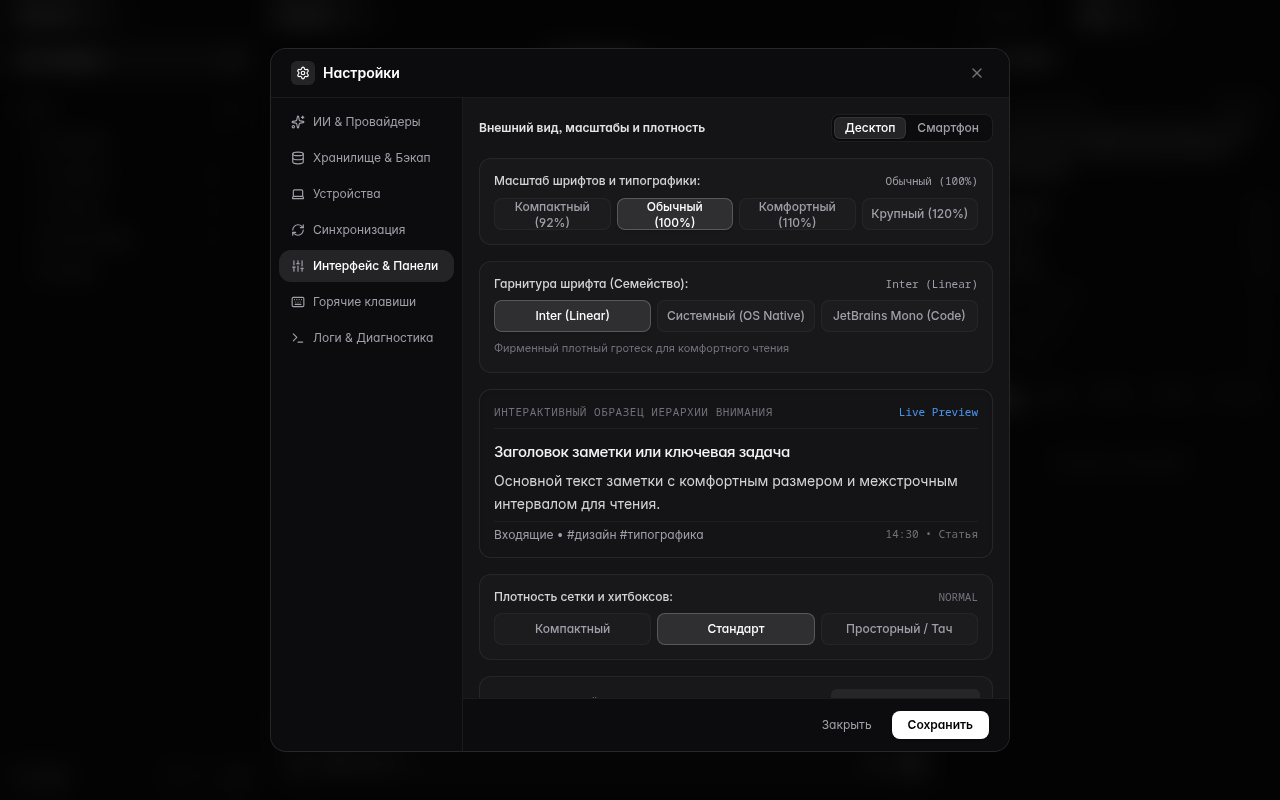 Настройки
ИИ & Провайдеры
Хранилище & Бэкап
Устройства
Синхронизация
Интерфейс & Панели
Горячие клавиши
Логи & Диагностика
Внешний вид, масштабы и плотность
Десктоп
Смартфон
Масштаб шрифтов и типографики:
Обычный (100%)
Компактный
(92%)
Обычный
(100%)
Комфортный
(110%)
Крупный (120%)
Гарнитура шрифта (Семейство):
Inter (Linear)
Inter (Linear)
Системный (OS Native)
JetBrains Mono (Code)
Фирменный плотный гротеск для комфортного чтения
ИНТЕРАКТИВНЫЙ ОБРАЗЕЦ ИЕРАРХИИ ВНИМАНИЯ
Live Preview
Заголовок заметки или ключевая задача
Основной текст заметки с комфортным размером и межстрочным
интервалом для чтения.
Входящие • #дизайн #типографика
14:30 • Статья
Плотность сетки и хитбоксов:
NORMAL
Компактный
Стандарт
Просторный / Тач
Закрыть
Сохранить